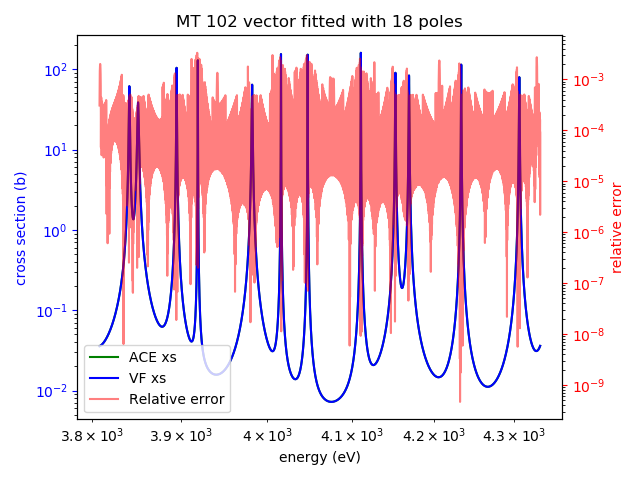 MT 102 vector fitted with 18 poles
cross section (b)
10²
10¹
10⁰
10⁻¹
10⁻²
10⁻³
10⁻⁴
10⁻⁵
10⁻⁶
10⁻⁷
10⁻⁸
10⁻⁹
relative error
ACE xs
VF xs
Relative error
3.8 × 10³ 3.9 × 10³ 4 × 10³ 4.1 × 10³ 4.2 × 10³ 4.3 × 10³
energy (eV)